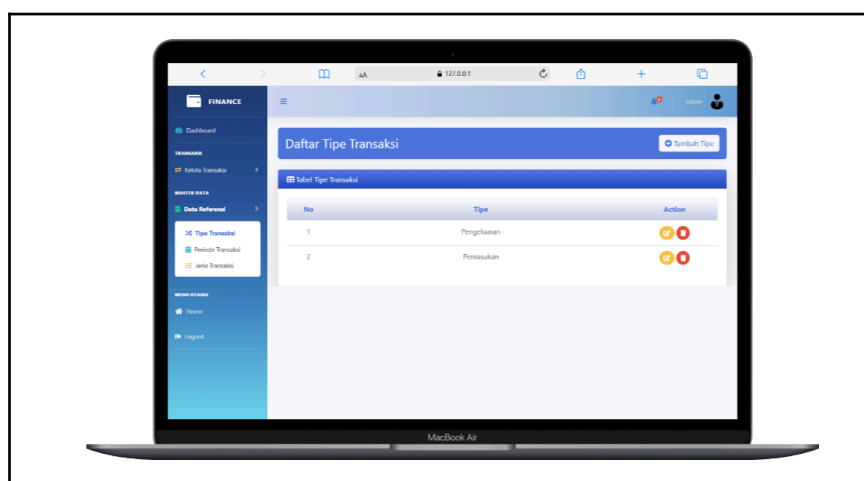 AA
127.0.0.1
FINANCE
Admin
Dashboard
TRANSAKSI
Kelola Transaksi
MASTER DATA
Data Referensi
Tipe Transaksi
Periode Transaksi
Jenis Transaksi
MENU UTAMA
Home
Logout
Daftar Tipe Transaksi
Tambah Tipe
Tabel Tipe Transaksi
No Tipe Action
1 Pengeluaran
2 Pemasukan
MacBook Air